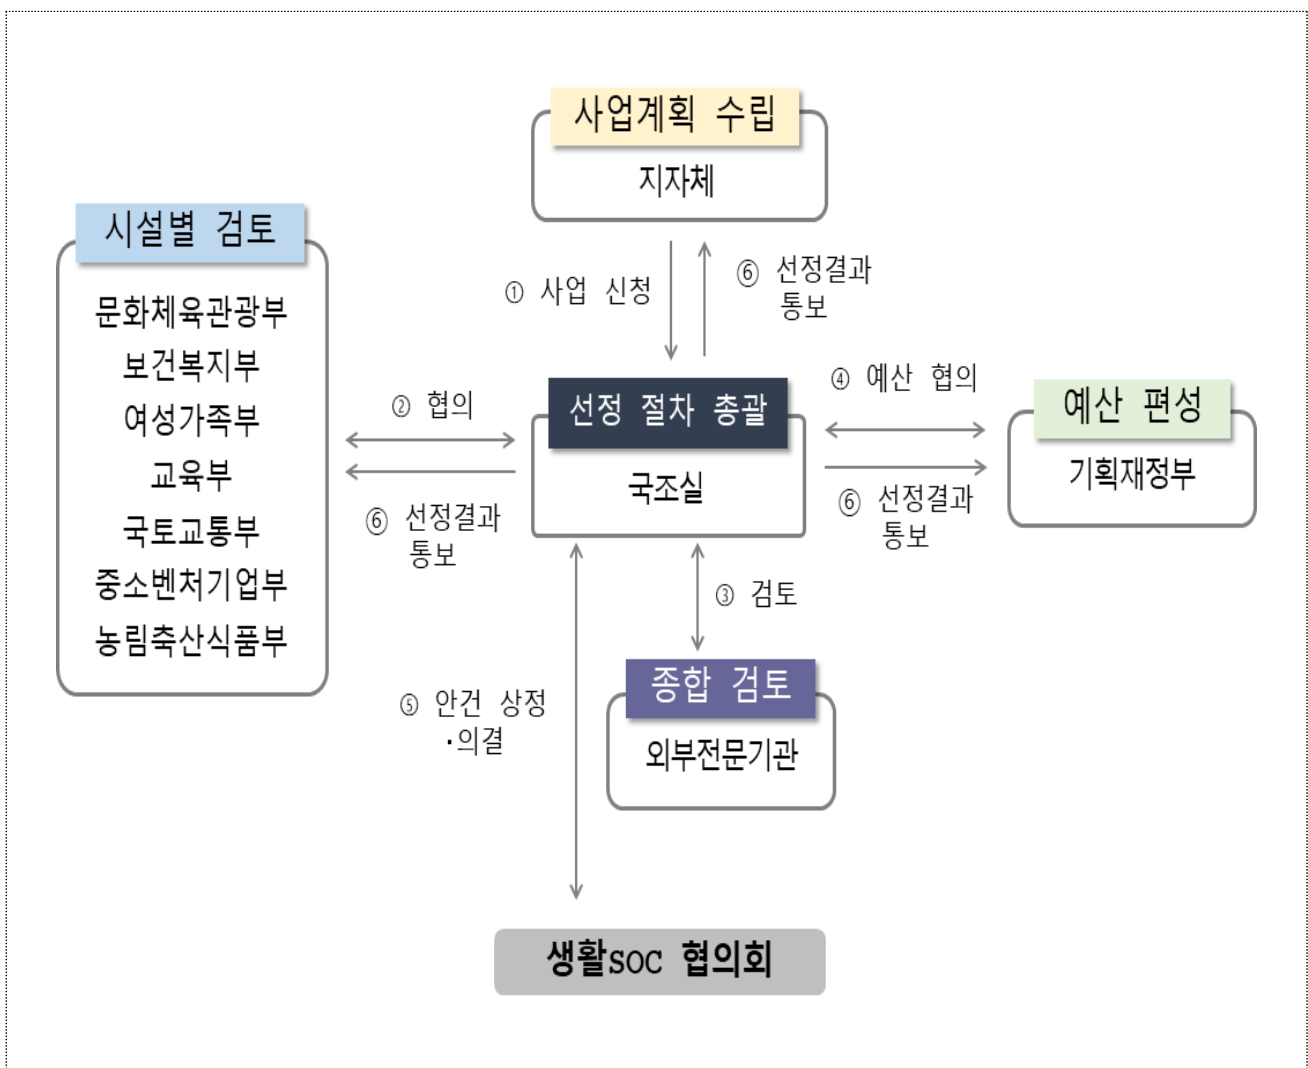 사업계획 수립
지자체
시설별 검토
문화체육관광부
보건복지부
여성가족부
교육부
국토교통부
중소벤처기업부
농림축산식품부
① 사업 신청
⑥ 선정결과
통보
② 협의
⑥ 선정결과
통보
선정 절차 총괄
국조실
④ 예산 협의
⑥ 선정결과
통보
예산 편성
기획재정부
③ 검토
종합 검토
외부전문기관
⑤ 안건 상정
·의결
생활SOC 협의회